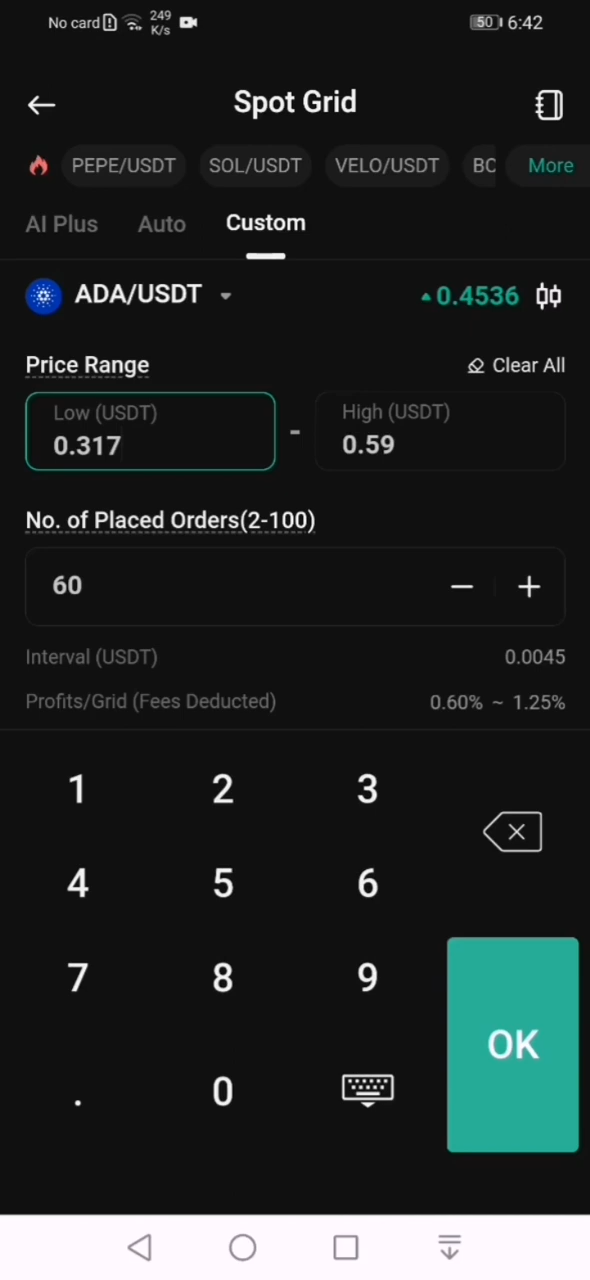 No card 249 K/s 50 6:42
Spot Grid
PEPE/USDT SOL/USDT VELO/USDT BC More
AI Plus Auto Custom
ADA/USDT 0.4536
Price Range Clear All
Low (USDT) High (USDT)
0.317 - 0.59
No. of Placed Orders(2-100)
60 − +
Interval (USDT) 0.0045
Profits/Grid (Fees Deducted) 0.60% ~ 1.25%
1 2 3
4 5 6
7 8 9
OK
. 0